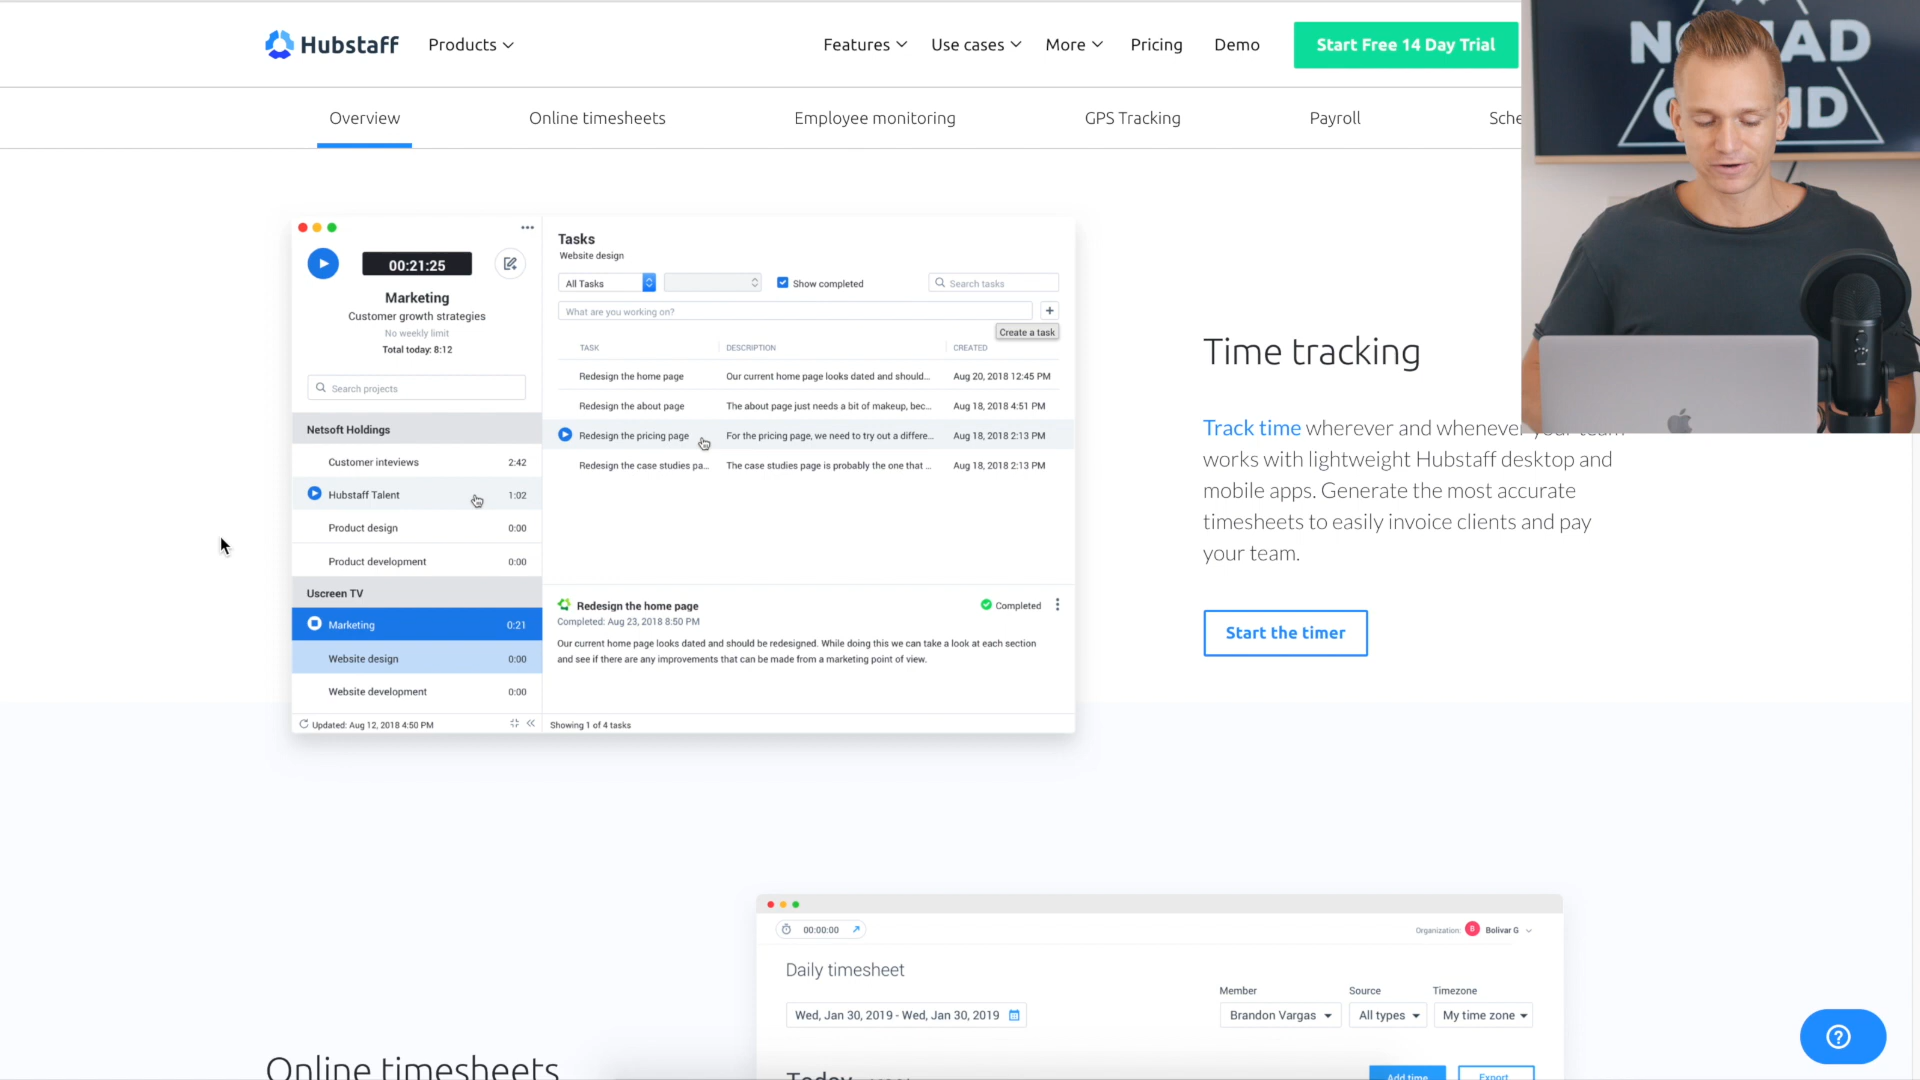 Hubstaff
Products
Features
Use cases
More
Pricing
Demo
Start Free 14 Day Trial
Overview
Online timesheets
Employee monitoring
GPS Tracking
Payroll
Sche
00:21:25
Marketing
Customer growth strategies
No weekly limit
Total today: 8:12
Search projects
Netsoft Holdings
Customer inteviews 2:42
Hubstaff Talent 1:02
Product design 0:00
Product development 0:00
Uscreen TV
Marketing 0:21
Website design 0:00
Website development 0:00
Updated: Aug 12, 2018 4:50 PM
Tasks
Website design
All Tasks
Show completed
Search tasks
What are you working on?
Create a task
TASK DESCRIPTION CREATED
Redesign the home page Our current home page looks dated and should... Aug 20, 2018 12:45 PM
Redesign the about page The about page just needs a bit of makeup, bec... Aug 18, 2018 4:51 PM
Redesign the pricing page For the pricing page, we need to try out a differe... Aug 18, 2018 2:13 PM
Redesign the case studies pa... The case studies page is probably the one that ... Aug 18, 2018 2:13 PM
Redesign the home page
Completed
Completed: Aug 23, 2018 8:50 PM
Our current home page looks dated and should be redesigned. While doing this we can take a look at each section
and see if there are any improvements that can be made from a marketing point of view.
Showing 1 of 4 tasks
Time tracking
Track time wherever and whenever your team
works with lightweight Hubstaff desktop and
mobile apps. Generate the most accurate
timesheets to easily invoice clients and pay
your team.
Start the timer
Online timesheets
00:00:00
Organization: B Bolivar G
Daily timesheet
Wed, Jan 30, 2019 - Wed, Jan 30, 2019
Member
Brandon Vargas
Source
All types
Timezone
My time zone
Today
Add time
Export